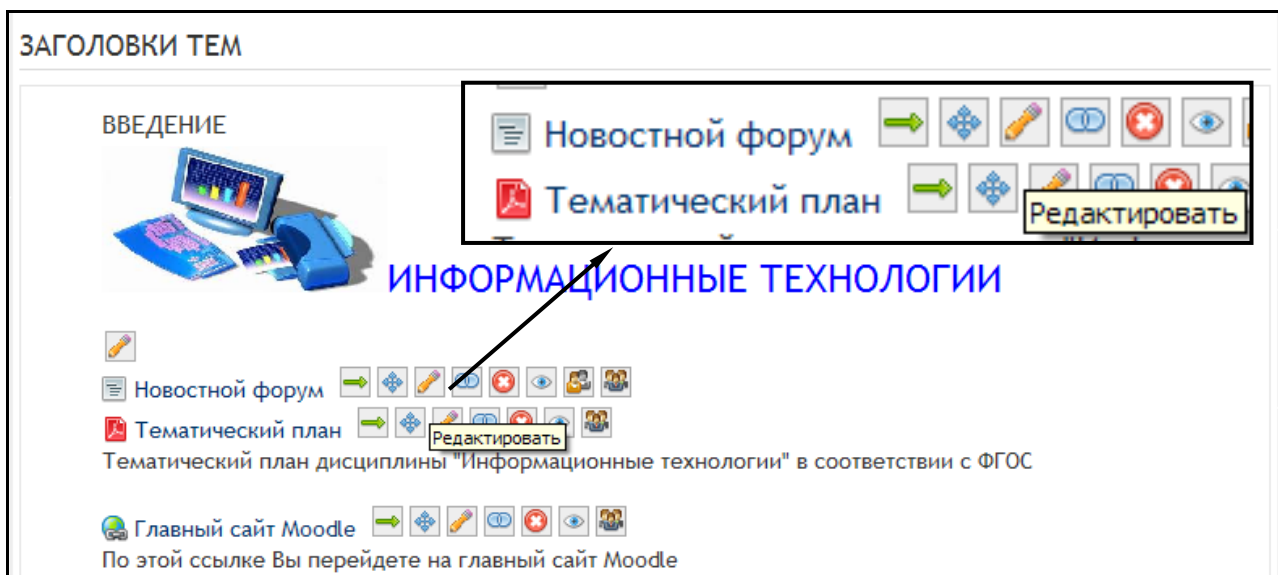 ЗАГОЛОВКИ ТЕМ
ВВЕДЕНИЕ
Новостной форум
Тематический план
Редактировать
ИНФОРМАЦИОННЫЕ ТЕХНОЛОГИИ
Новостной форум
Тематический план
Редактировать
Тематический план дисциплины "Информационные технологии" в соответствии с ФГОС
Главный сайт Moodle
По этой ссылке Вы перейдете на главный сайт Moodle